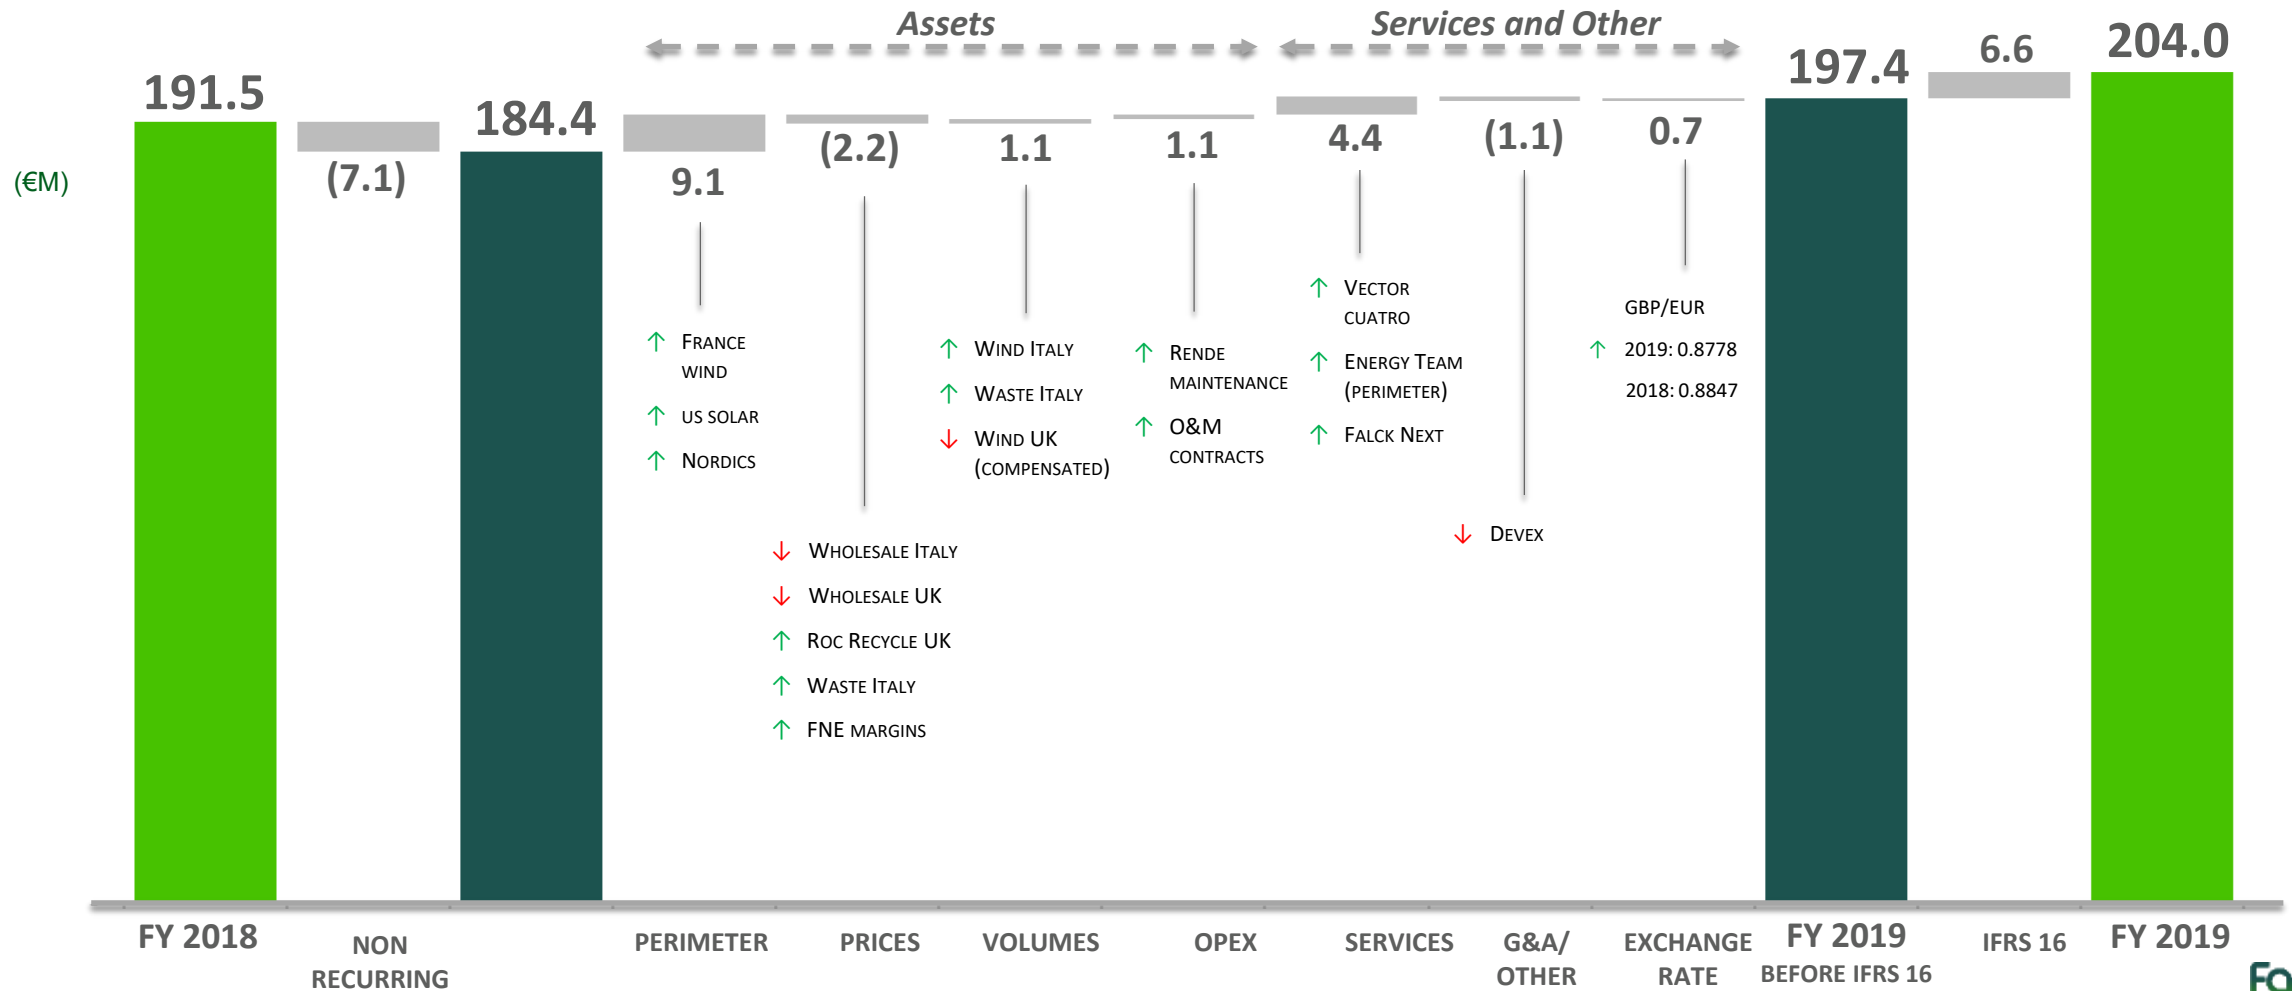 Assets
Services and Other
(€M)
191.5
(7.1)
184.4
9.1
(2.2)
1.1
1.1
4.4
(1.1)
0.7
197.4
6.6
204.0
↑ FRANCE
WIND
↑ US SOLAR
↑ NORDICS
↓ WHOLESALE ITALY
↓ WHOLESALE UK
↑ ROC RECYCLE UK
↑ WASTE ITALY
↑ FNE MARGINS
↑ WIND ITALY
↑ WASTE ITALY
↓ WIND UK
(COMPENSATED)
↑ RENDE
MAINTENANCE
↑ O&M
CONTRACTS
↑ VECTOR
CUATRO
↑ ENERGY TEAM
(PERIMETER)
↑ FALCK NEXT
↓ DEVEX
GBP/EUR
↑ 2019: 0.8778
2018: 0.8847
FY 2018
NON
RECURRING
PERIMETER
PRICES
VOLUMES
OPEX
SERVICES
G&A/
OTHER
EXCHANGE
RATE
FY 2019
BEFORE IFRS 16
IFRS 16
FY 2019